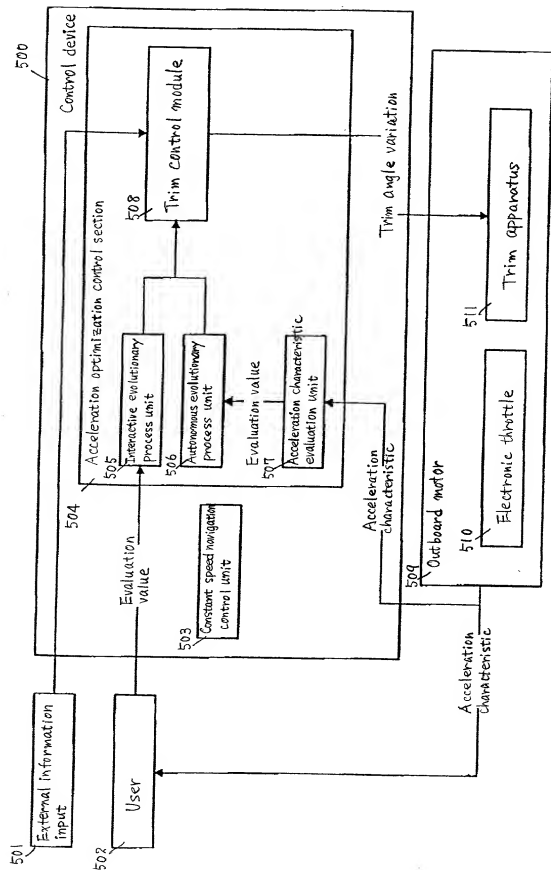 500
Control device
504
Acceleration optimization control section
508
Trim control module
505
Interactive evolutionary
process unit
506
Autonomous evolutionary
process unit
Evaluation value
507
Acceleration characteristic
evaluation unit
503
Constant speed navigation
control unit
Evaluation
value
501
External information
input
502
User
Trim angle variation
Acceleration
characteristic
Acceleration
characteristic
509
Outboard motor
510
Electronic throttle
511
Trim apparatus